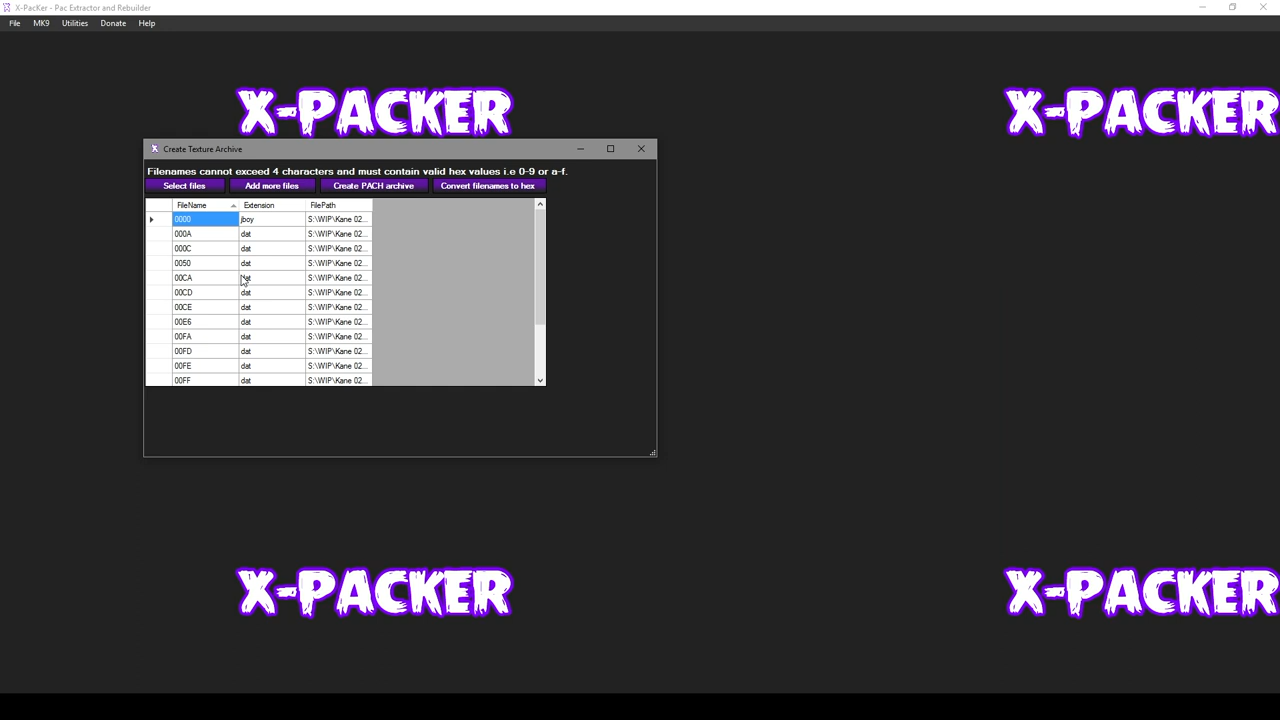 X-PacKer - Pac Extractor and Rebuilder
File MK9 Utilities Donate Help
X-PACKER X-PACKER
Create Texture Archive
Filenames cannot exceed 4 characters and must contain valid hex values i.e 0-9 or a-f.
Select files Add more files Create PACH archive Convert filenames to hex
FileName Extension FilePath
0000 jboy S:\WIP\Kane 02...
000A dat S:\WIP\Kane 02...
000C dat S:\WIP\Kane 02...
0050 dat S:\WIP\Kane 02...
00CA dat S:\WIP\Kane 02...
00CD dat S:\WIP\Kane 02...
00CE dat S:\WIP\Kane 02...
00E6 dat S:\WIP\Kane 02...
00FA dat S:\WIP\Kane 02...
00FD dat S:\WIP\Kane 02...
00FE dat S:\WIP\Kane 02...
00FF dat S:\WIP\Kane 02...
X-PACKER X-PACKER